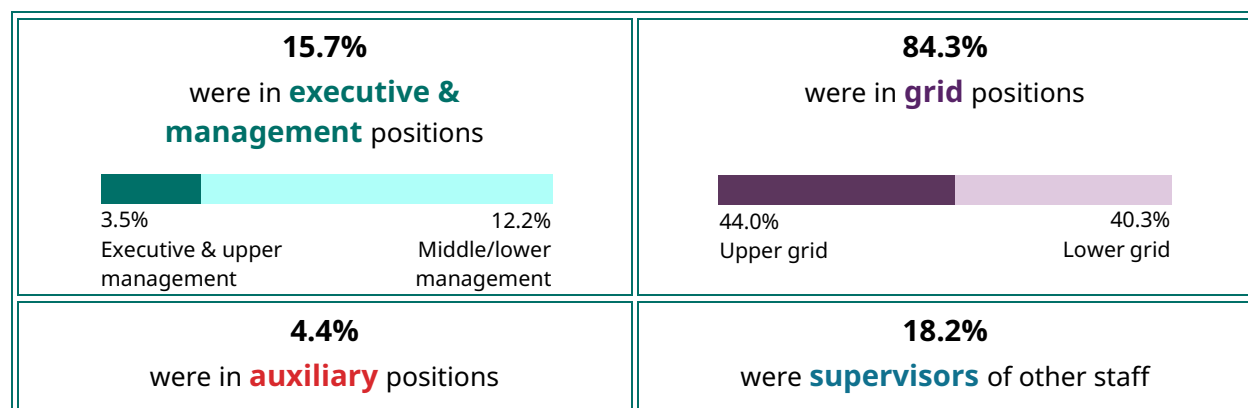 15.7%
were in executive &
management positions
3.5%
12.2%
Executive & upper
management
Middle/lower
management
84.3%
were in grid positions
44.0%
40.3%
Upper grid
Lower grid
4.4%
were in auxiliary positions
18.2%
were supervisors of other staff